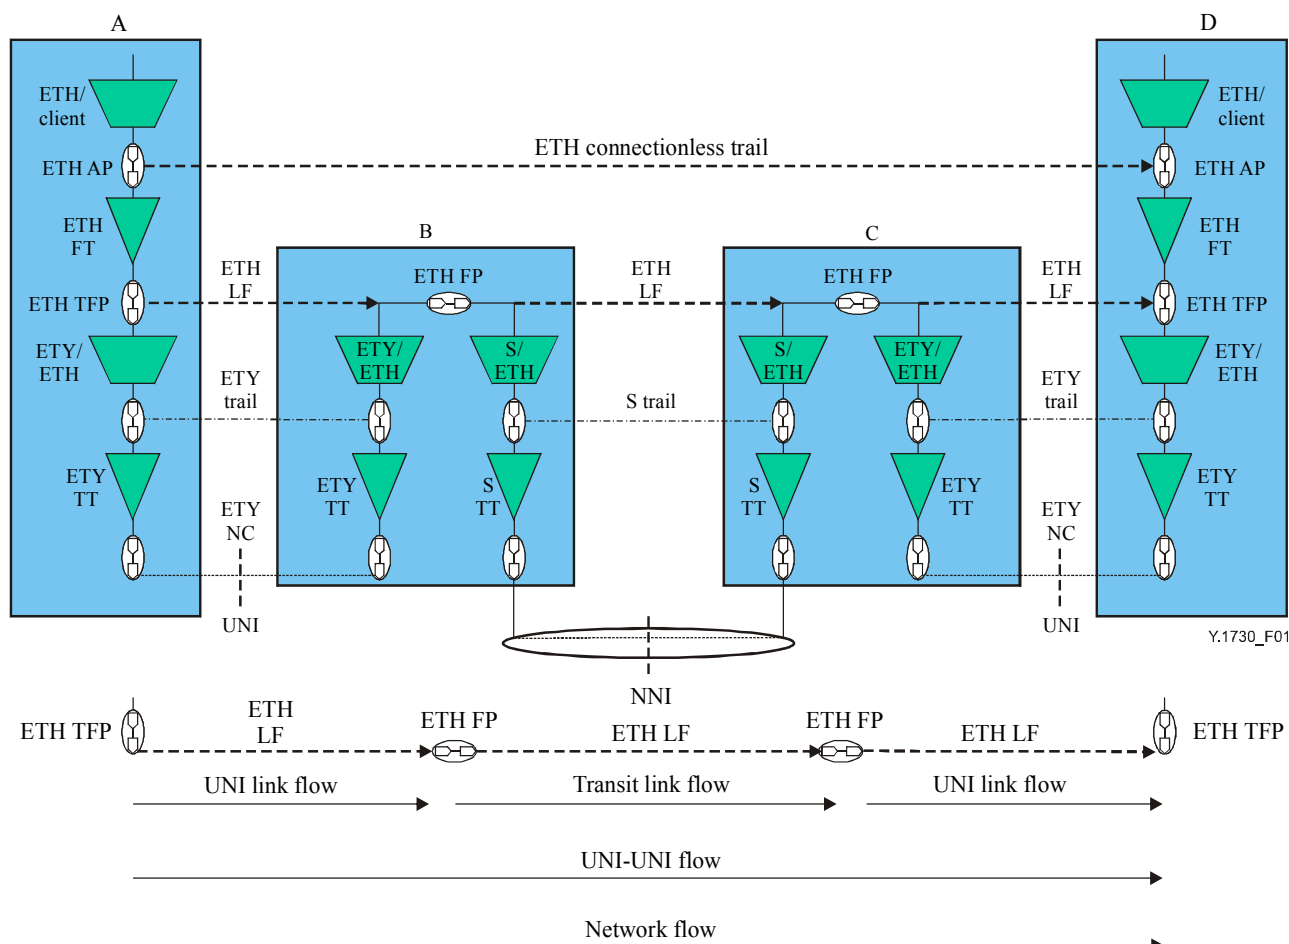 A
D
ETH/
client
ETH/
client
ETH connectionless trail
ETH AP
ETH AP
ETH
FT
ETH
FT
B
C
ETH
LF
ETH FP
ETH
LF
ETH FP
ETH
LF
ETH TFP
ETH TFP
ETY/
ETH
ETY/
ETH
S/
ETH
S/
ETH
ETY/
ETH
ETY/
ETH
ETY
trail
S trail
ETY
trail
ETY
TT
ETY
TT
S
TT
S
TT
ETY
TT
ETY
TT
ETY
NC
ETY
NC
UNI
UNI
Y.1730_F01
NNI
ETH TFP
ETH
LF
ETH FP
ETH LF
ETH FP
ETH LF
ETH TFP
UNI link flow
Transit link flow
UNI link flow
UNI-UNI flow
Network flow